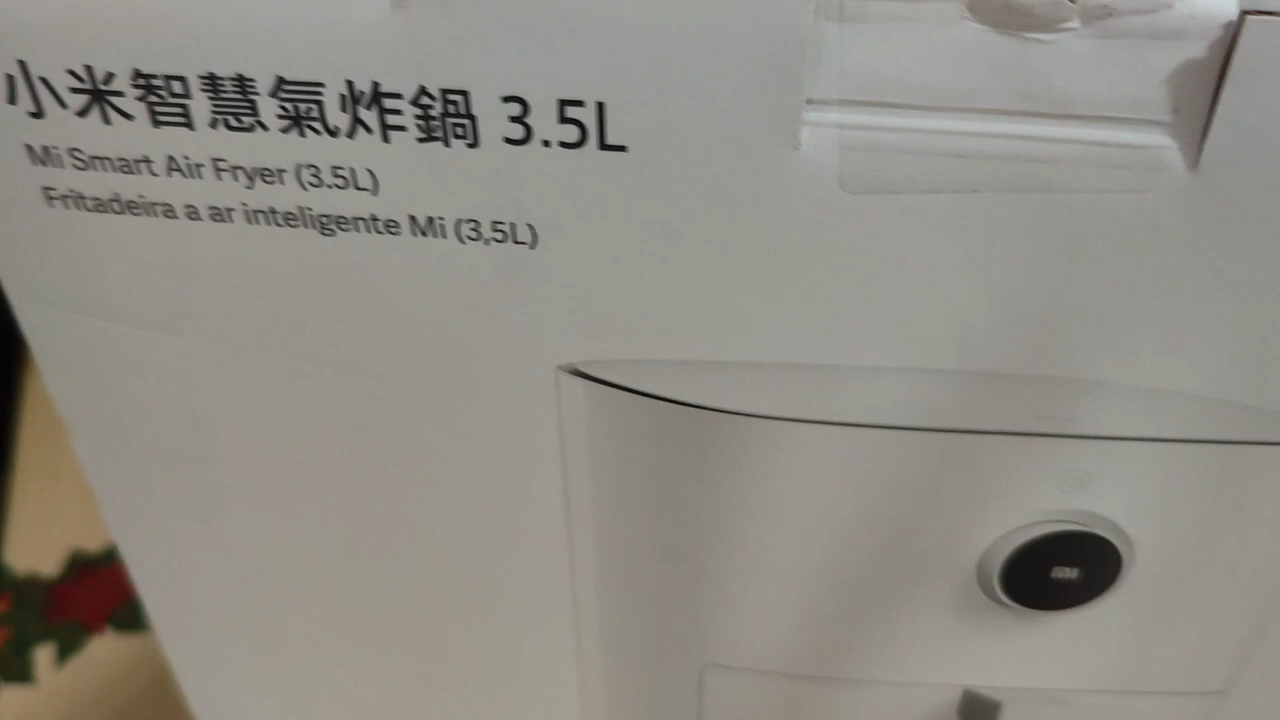 小米智慧氣炸鍋 3.5L
Mi Smart Air Fryer (3.5L)
Fritadeira a ar inteligente Mi (3,5L)